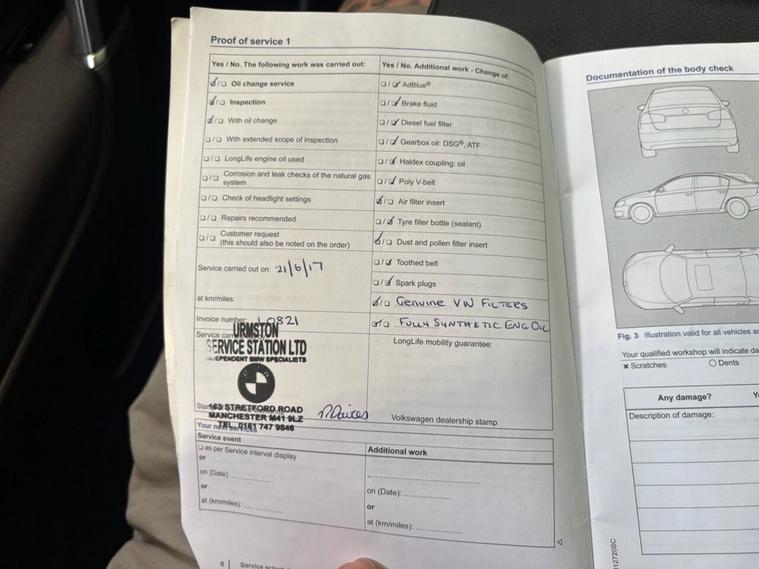 Proof of service 1
Yes / No. The following work was carried out:
Oil change service
Inspection
With oil change
With extended scope of inspection
LongLife engine oil used
Corrosion and leak checks of the natural gas
system
Check of headlight settings
Repairs recommended
Customer request
(this should also be noted on the order)
Service carried out on: 21/6/17
at km/miles:
Invoice number:
Yes / No. Additional work - Change of:
AdBlue®
Brake fluid
Diesel fuel filter
Gearbox oil: DSG®, ATF
Haldex coupling: oil
Poly V-belt
Air filter insert
Tyre filler bottle (sealant)
Dust and pollen filter insert
Toothed belt
Spark plugs
Genuine VW Filters
Fully Synthetic Eng Oil
LongLife mobility guarantee:
URMSTON
SERVICE STATION LTD
INDEPENDENT BMW SPECIALISTS
163 STRETFORD ROAD
MANCHESTER M41 9LZ
TEL. 0161 747 9846
Volkswagen dealership stamp
Service event
as per Service interval display
or
on (Date):
or
at (km/miles):
Additional work
on (Date):
or
at (km/miles):
6
Documentation of the body check
Fig. 3 Illustration valid for all vehicles
Your qualified workshop will indicate
x Scratches
O Dents
Any damage?
Description of damage: